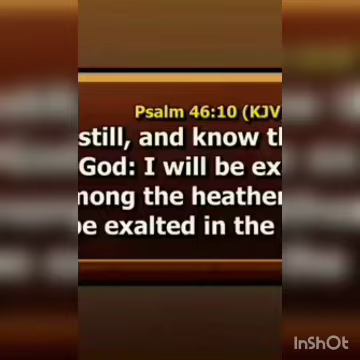 Psalm 46:10 (KJV
still, and know th
God: I will be ex
mong the heathen
be exalted in the
InShOt